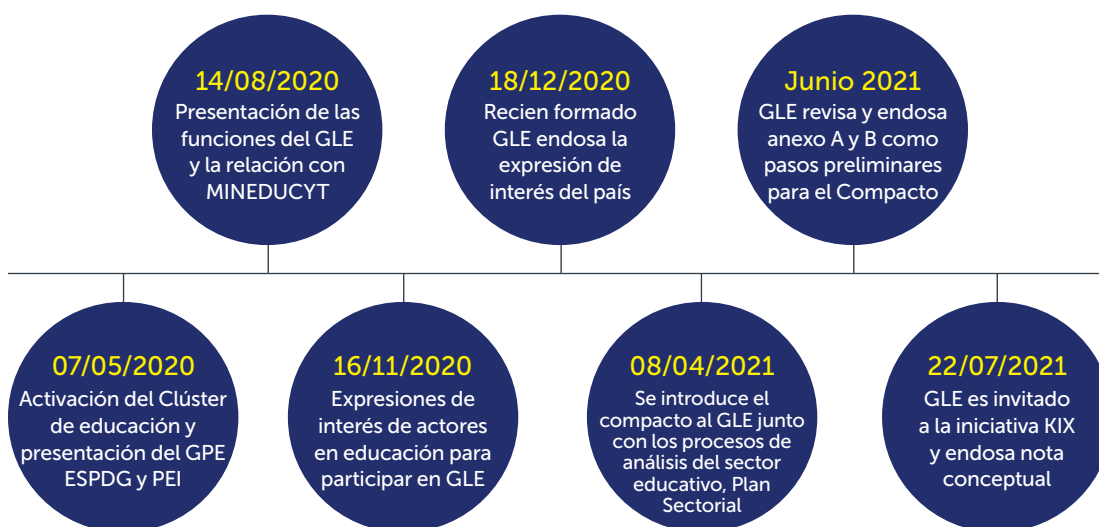 14/08/2020
Presentación de las
funciones del GLE
y la relación con
MINEDUCYT
18/12/2020
Recien formado
GLE endosa la
expresión de
interés del país
Junio 2021
GLE revisa y endosa
anexo A y B como
pasos preliminares
para el Compacto
07/05/2020
Activación del Clúster
de educación y
presentación del GPE
ESPDG y PEI
16/11/2020
Expresiones de
interés de actores
en educación para
participar en GLE
08/04/2021
Se introduce el
compacto al GLE junto
con los procesos de
análisis del sector
educativo, Plan
Sectorial
22/07/2021
GLE es invitado
a la iniciativa KIX
y endosa nota
conceptual